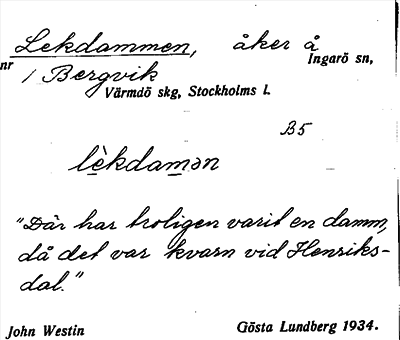 Lekdammen, åker å
Ingarö sn,
nr 1 Bergvik
Värmdö skg, Stockholms l.
B5
lèkdamən
"Där har troligen varit en damm,
då det var kvarn vid Henriks-
dal."
John Westin Gösta Lundberg 1934.